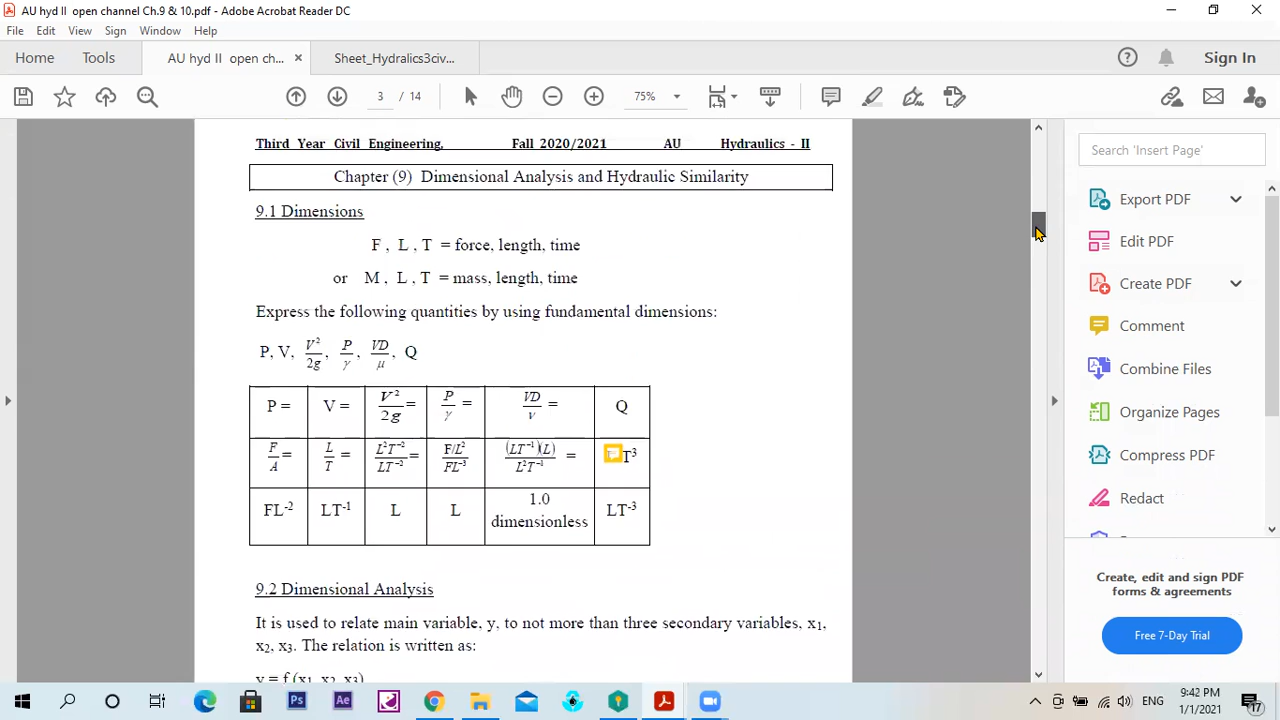 AU hyd II open channel Ch.9 & 10.pdf - Adobe Acrobat Reader DC
File Edit View Sign Window Help
Home Tools AU hyd II open ch... × Sheet_Hydralics3civ... Sign In
3 / 14 75%
Third Year Civil Engineering, Fall 2020/2021 AU Hydraulics - II
Chapter (9) Dimensional Analysis and Hydraulic Similarity
9.1 Dimensions
F , L , T = force, length, time
or M , L , T = mass, length, time
Express the following quantities by using fundamental dimensions:
P, V, V²/2g, P/γ, VD/μ, Q
P = V = V²/2g = P/γ = VD/ν = Q
F/A = L/T = L²T⁻²/LT⁻² = F/L²/FL⁻³ (LT⁻¹)(L)/L²T⁻¹ = T³
FL⁻² LT⁻¹ L L 1.0 dimensionless LT⁻³
9.2 Dimensional Analysis
It is used to relate main variable, y, to not more than three secondary variables, x₁,
x₂, x₃. The relation is written as:
y = f (x₁, x₂, x₃)
Search 'Insert Page'
Export PDF
Edit PDF
Create PDF
Comment
Combine Files
Organize Pages
Compress PDF
Redact
Create, edit and sign PDF
forms & agreements
Free 7-Day Trial
Ps Ae ENG 9:42 PM
1/1/2021 17